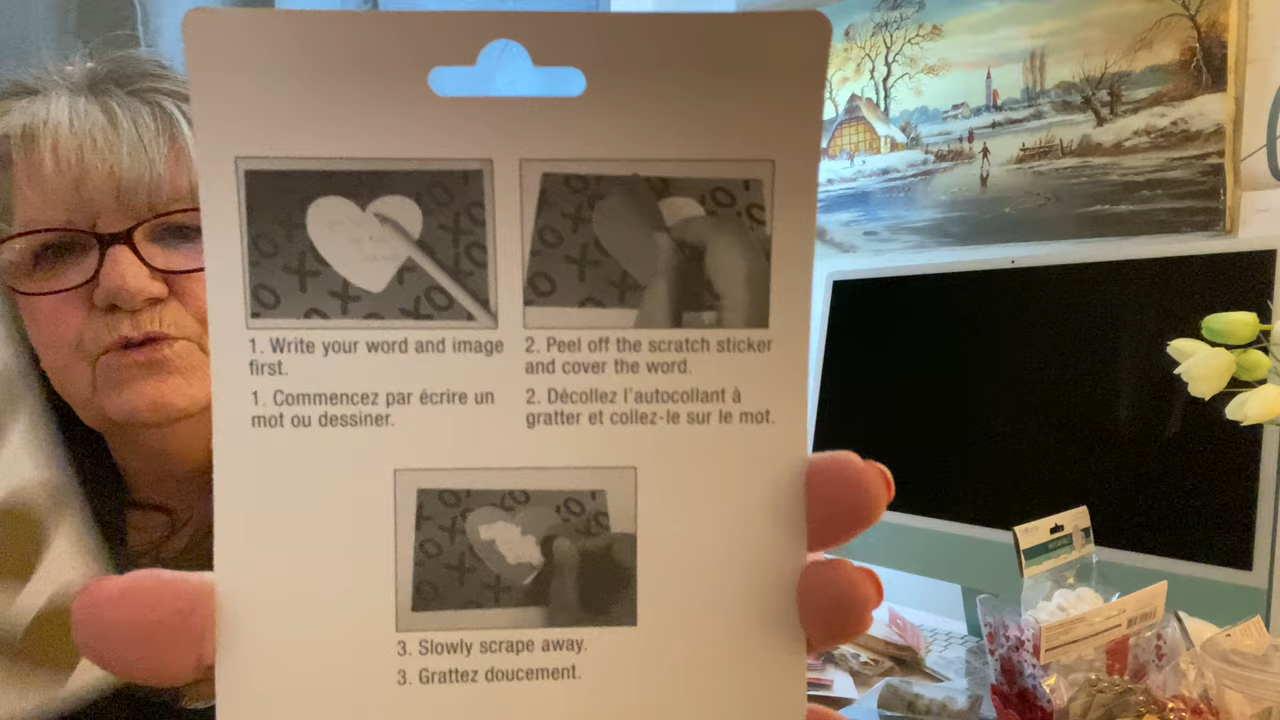 1. Write your word and image
first.
1. Commencez par écrire un
mot ou dessiner.
2. Peel off the scratch sticker
and cover the word.
2. Décollez l'autocollant à
gratter et collez-le sur le mot.
3. Slowly scrape away.
3. Grattez doucement.